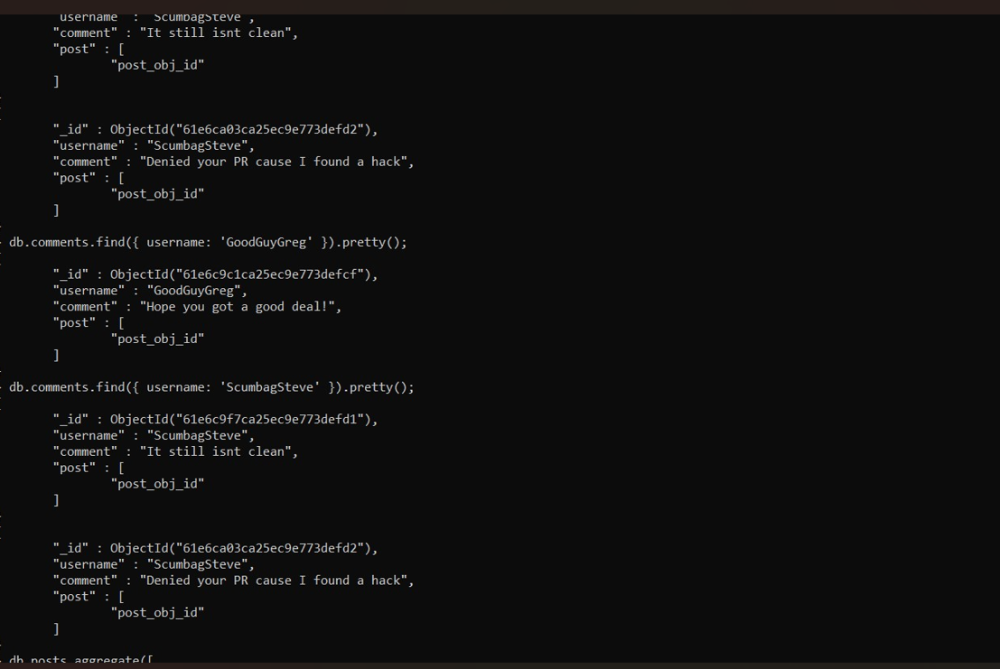 "username" : "ScumbagSteve",
"comment" : "It still isnt clean",
"post" : [
"post_obj_id"
]
"_id" : ObjectId("61e6ca03ca25ec9e773defd2"),
"username" : "ScumbagSteve",
"comment" : "Denied your PR cause I found a hack",
"post" : [
"post_obj_id"
]
db.comments.find({ username: 'GoodGuyGreg' }).pretty();
"_id" : ObjectId("61e6c9c1ca25ec9e773defcf"),
"username" : "GoodGuyGreg",
"comment" : "Hope you got a good deal!",
"post" : [
"post_obj_id"
]
db.comments.find({ username: 'ScumbagSteve' }).pretty();
"_id" : ObjectId("61e6c9f7ca25ec9e773defd1"),
"username" : "ScumbagSteve",
"comment" : "It still isnt clean",
"post" : [
"post_obj_id"
]
"_id" : ObjectId("61e6ca03ca25ec9e773defd2"),
"username" : "ScumbagSteve",
"comment" : "Denied your PR cause I found a hack",
"post" : [
"post_obj_id"
]
db.posts.aggregate([